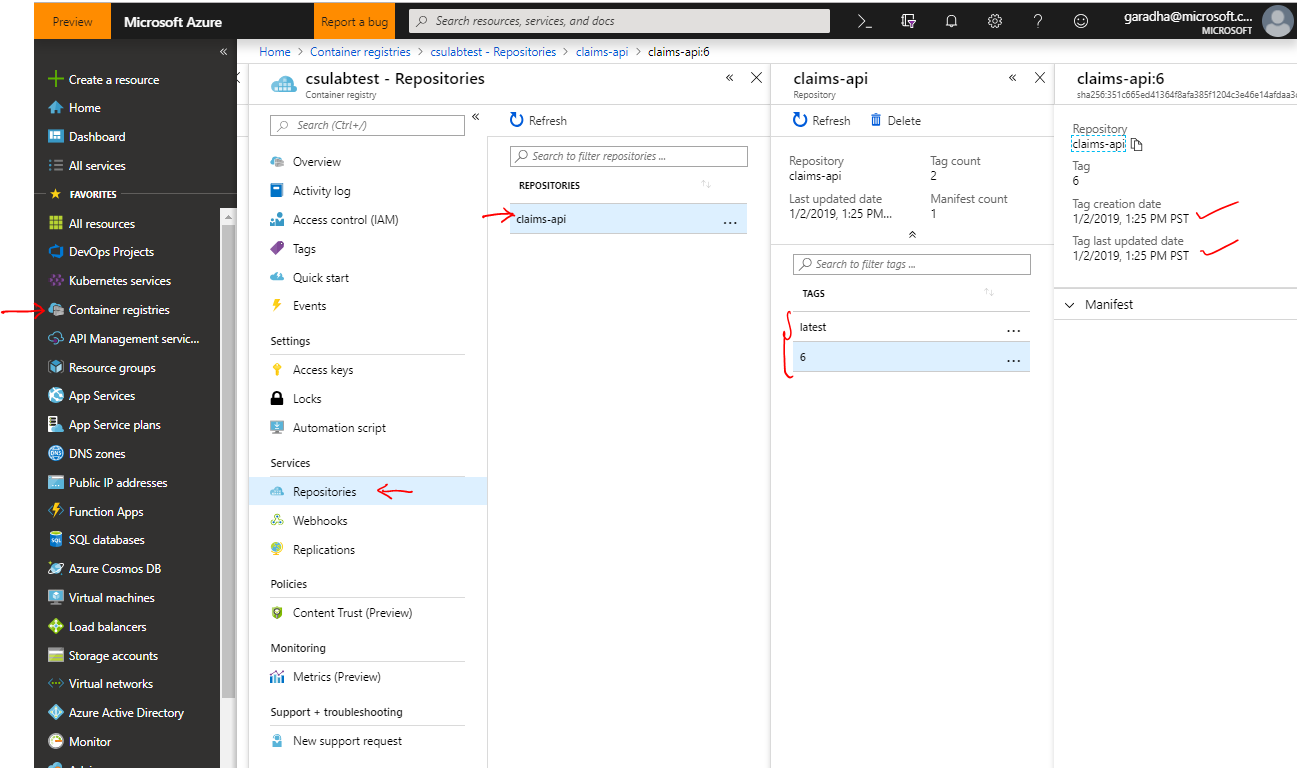 Preview
Microsoft Azure
Report a bug
Search resources, services, and docs
garadha@microsoft.c...
MICROSOFT
Create a resource
Home
Dashboard
All services
FAVORITES
All resources
DevOps Projects
Kubernetes services
Container registries
API Management servic...
Resource groups
App Services
App Service plans
DNS zones
Public IP addresses
Function Apps
SQL databases
Azure Cosmos DB
Virtual machines
Load balancers
Storage accounts
Virtual networks
Azure Active Directory
Monitor
Home > Container registries > csulabtest - Repositories > claims-api > claims-api:6
csulabtest - Repositories
Container registry
Search (Ctrl+/)
Overview
Activity log
Access control (IAM)
Tags
Quick start
Events
Settings
Access keys
Locks
Automation script
Services
Repositories
Webhooks
Replications
Policies
Content Trust (Preview)
Monitoring
Metrics (Preview)
Support + troubleshooting
New support request
Refresh
Search to filter repositories ...
REPOSITORIES
claims-api ...
claims-api
Repository
Refresh Delete
Repository
claims-api
Tag count
2
Last updated date
1/2/2019, 1:25 PM...
Manifest count
1
Search to filter tags ...
TAGS
latest ...
6 ...
claims-api:6
Repository
claims-api
Tag
6
Tag creation date
1/2/2019, 1:25 PM PST
Tag last updated date
1/2/2019, 1:25 PM PST
Manifest